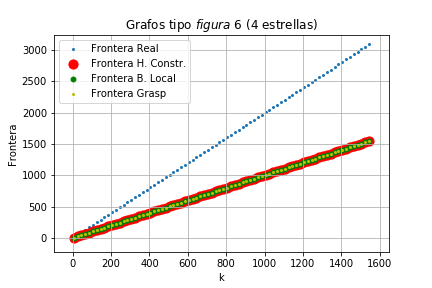 Grafos tipo figura 6 (4 estrellas)
Frontera Real
Frontera H. Constr.
Frontera B. Local
Frontera Grasp
3000
2500
2000
1500
1000
500
0
Frontera
0 200 400 600 800 1000 1200 1400 1600
k